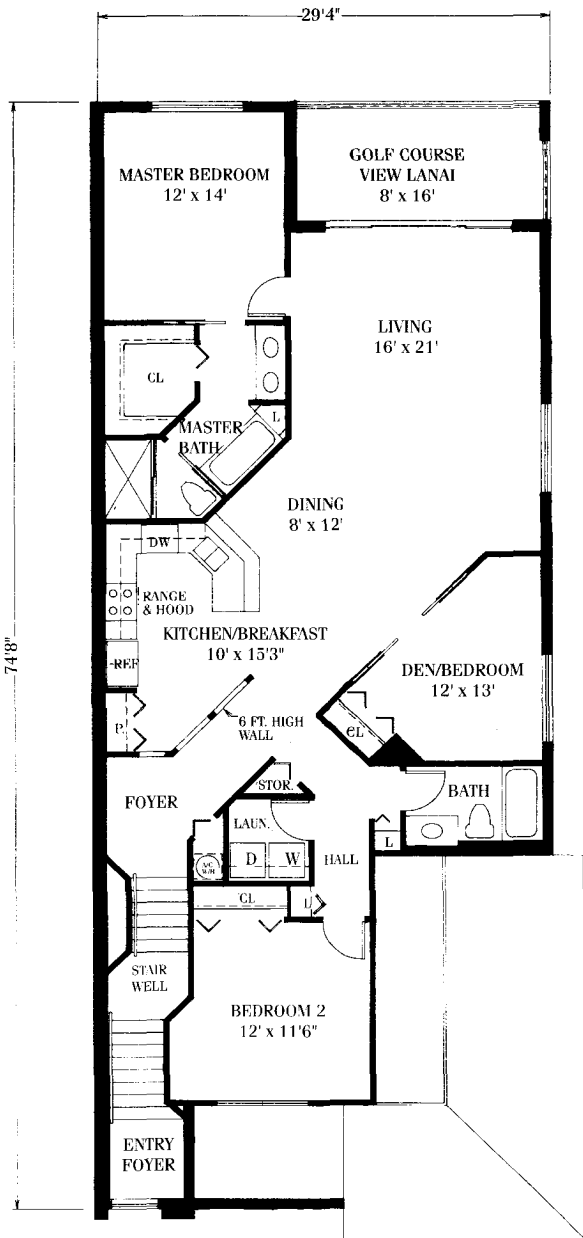 29'4"
74'8"
MASTER BEDROOM
12' x 14'
GOLF COURSE
VIEW LANAI
8' x 16'
LIVING
16' x 21'
CL
L
MASTER
BATH
DINING
8' x 12'
DW
RANGE
& HOOD
KITCHEN/BREAKFAST
10' x 15'3"
REF
DEN/BEDROOM
12' x 13'
P.
6 FT. HIGH
WALL
CL
STOR.
FOYER
BATH
LAUN.
A/C
W/H
D
W
HALL
L
CL
L
STAIR
WELL
BEDROOM 2
12' x 11'6"
ENTRY
FOYER